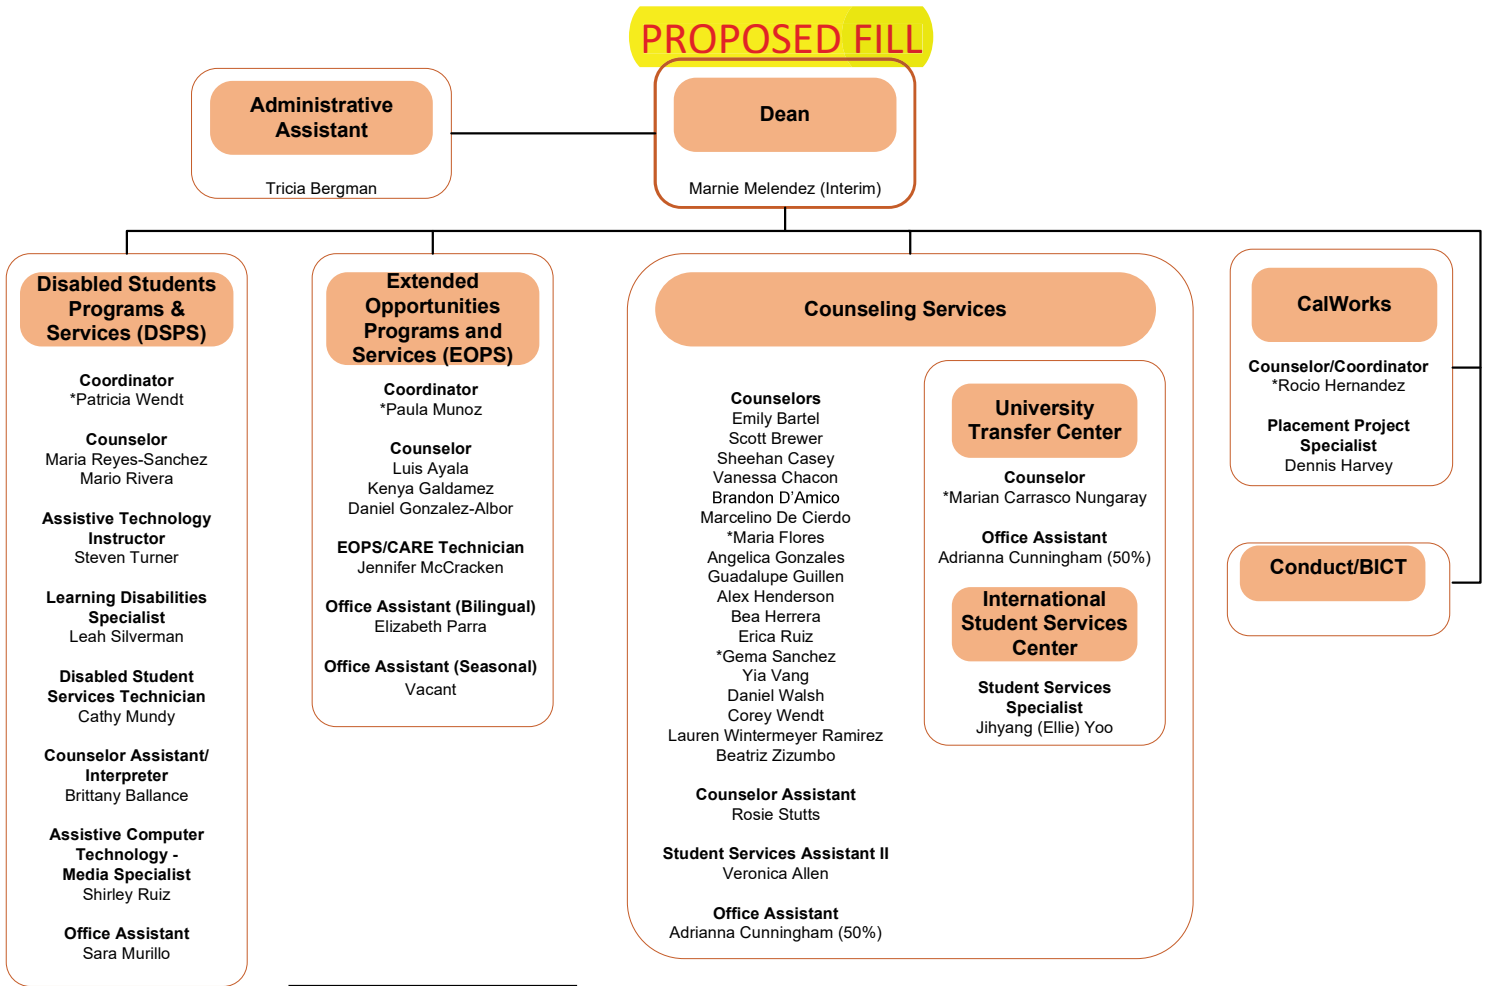 PROPOSED FILL
Administrative
Assistant
Tricia Bergman
Dean
Marnie Melendez (Interim)
Disabled Students
Programs &
Services (DSPS)
Coordinator
*Patricia Wendt
Counselor
Maria Reyes-Sanchez
Mario Rivera
Assistive Technology
Instructor
Steven Turner
Learning Disabilities
Specialist
Leah Silverman
Disabled Student
Services Technician
Cathy Mundy
Counselor Assistant/
Interpreter
Brittany Ballance
Assistive Computer
Technology -
Media Specialist
Shirley Ruiz
Office Assistant
Sara Murillo
Extended
Opportunities
Programs and
Services (EOPS)
Coordinator
*Paula Munoz
Counselor
Luis Ayala
Kenya Galdamez
Daniel Gonzalez-Albor
EOPS/CARE Technician
Jennifer McCracken
Office Assistant (Bilingual)
Elizabeth Parra
Office Assistant (Seasonal)
Vacant
Counseling Services
Counselors
Emily Bartel
Scott Brewer
Sheehan Casey
Vanessa Chacon
Brandon D’Amico
Marcelino De Cierdo
*Maria Flores
Angelica Gonzales
Guadalupe Guillen
Alex Henderson
Bea Herrera
Erica Ruiz
*Gema Sanchez
Yia Vang
Daniel Walsh
Corey Wendt
Lauren Wintermeyer Ramirez
Beatriz Zizumbo
Counselor Assistant
Rosie Stutts
Student Services Assistant II
Veronica Allen
Office Assistant
Adrianna Cunningham (50%)
University
Transfer Center
Counselor
*Marian Carrasco Nungaray
Office Assistant
Adrianna Cunningham (50%)
International
Student Services
Center
Student Services
Specialist
Jihyang (Ellie) Yoo
CalWorks
Counselor/Coordinator
*Rocio Hernandez
Placement Project
Specialist
Dennis Harvey
Conduct/BICT